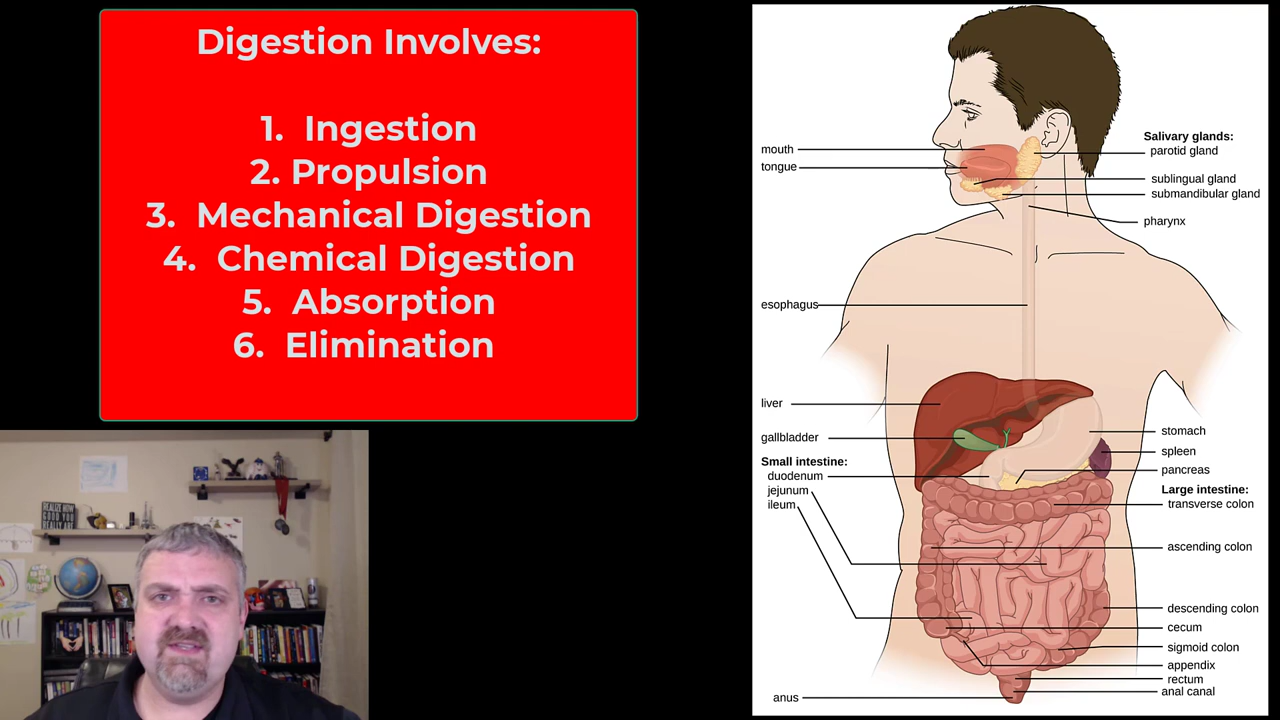 Digestion Involves:
1. Ingestion
2. Propulsion
3. Mechanical Digestion
4. Chemical Digestion
5. Absorption
6. Elimination
mouth
tongue
esophagus
liver
gallbladder
Small intestine:
duodenum
jejunum
ileum
anus
Salivary glands:
parotid gland
sublingual gland
submandibular gland
pharynx
stomach
spleen
pancreas
Large intestine:
transverse colon
ascending colon
descending colon
cecum
sigmoid colon
appendix
rectum
anal canal